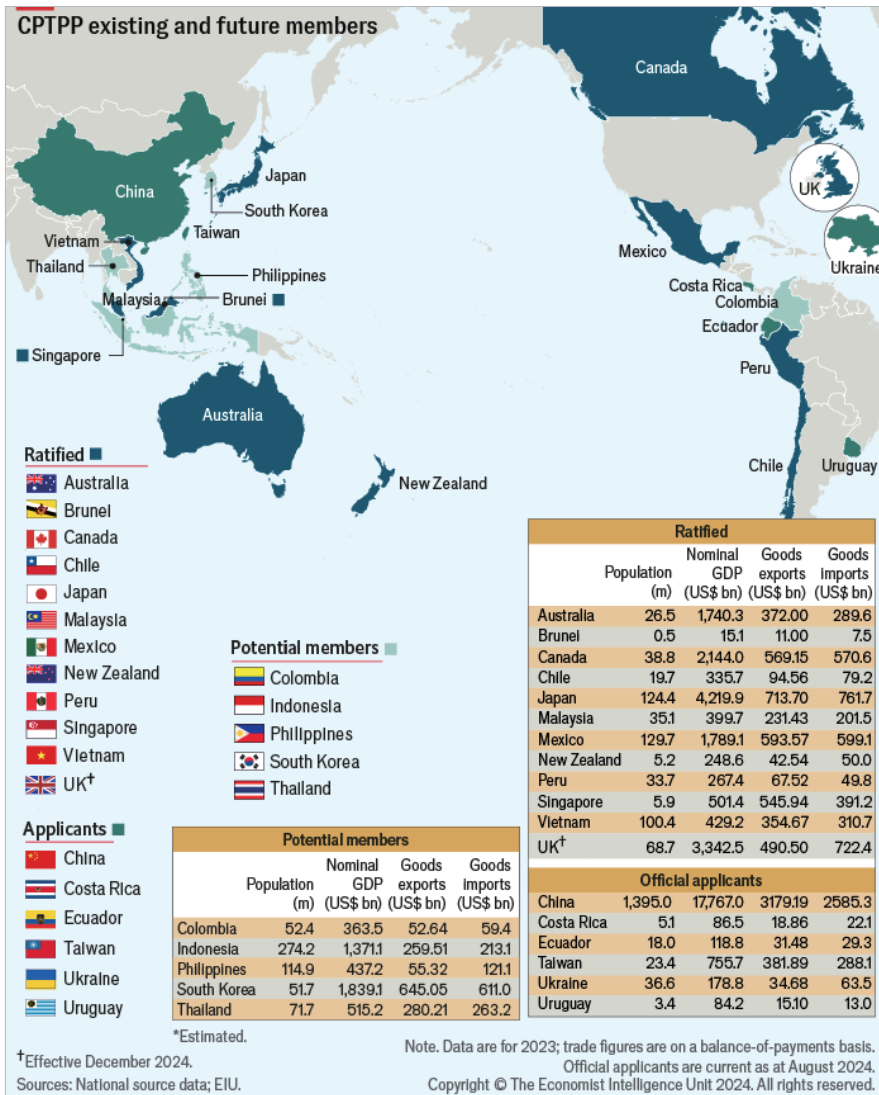 CPTPP existing and future members
Canada
China
Japan
South Korea
Taiwan
Vietnam
Thailand
Philippines
Malaysia
Brunei
Singapore
Australia
New Zealand
UK
Ukraine
Mexico
Costa Rica
Colombia
Ecuador
Peru
Chile
Uruguay
Ratified
Australia
Brunei
Canada
Chile
Japan
Malaysia
Mexico
New Zealand
Peru
Singapore
Vietnam
UK†
Applicants
China
Costa Rica
Ecuador
Taiwan
Ukraine
Uruguay
Potential members
Colombia
Indonesia
Philippines
South Korea
Thailand
Potential members
Population (m) Nominal GDP (US$ bn) Goods exports (US$ bn) Goods imports (US$ bn)
Colombia 52.4 363.5 52.64 59.4
Indonesia 274.2 1,371.1 259.51 213.1
Philippines 114.9 437.2 55.32 121.1
South Korea 51.7 1,839.1 645.05 611.0
Thailand 71.7 515.2 280.21 263.2
Ratified
Population (m) Nominal GDP (US$ bn) Goods exports (US$ bn) Goods imports (US$ bn)
Australia 26.5 1,740.3 372.00 289.6
Brunei 0.5 15.1 11.00 7.5
Canada 38.8 2,144.0 569.15 570.6
Chile 19.7 335.7 94.56 79.2
Japan 124.4 4,219.9 713.70 761.7
Malaysia 35.1 399.7 231.43 201.5
Mexico 129.7 1,789.1 593.57 599.1
New Zealand 5.2 248.6 42.54 50.0
Peru 33.7 267.4 67.52 49.8
Singapore 5.9 501.4 545.94 391.2
Vietnam 100.4 429.2 354.67 310.7
UK† 68.7 3,342.5 490.50 722.4
Official applicants
China 1,395.0 17,767.0 3179.19 2585.3
Costa Rica 5.1 86.5 18.86 22.1
Ecuador 18.0 118.8 31.48 29.3
Taiwan 23.4 755.7 381.89 288.1
Ukraine 36.6 178.8 34.68 63.5
Uruguay 3.4 84.2 15.10 13.0
*Estimated.
†Effective December 2024.
Sources: National source data; EIU.
Note. Data are for 2023; trade figures are on a balance-of-payments basis.
Official applicants are current as at August 2024.
Copyright © The Economist Intelligence Unit 2024. All rights reserved.